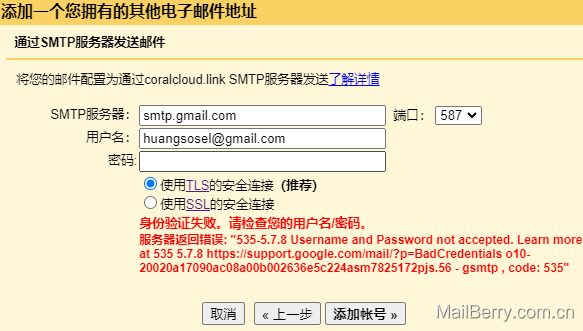 添加一个您拥有的其他电子邮件地址
通过SMTP服务器发送邮件
将您的邮件配置为通过coralcloud.link SMTP服务器发送了解详情
SMTP服务器： smtp.gmail.com 端口： 587
用户名： huangsosel@gmail.com
密码:
使用TLS的安全连接（推荐）
使用SSL的安全连接
身份验证失败。请检查您的用户名/密码。
服务器返回错误: "535-5.7.8 Username and Password not accepted. Learn more
at 535 5.7.8 https://support.google.com/mail/?p=BadCredentials o10-
20020a17090ac08a00b002636e5c224asm7825172pjs.56 - gsmtp , code: 535"
取消 « 上一步 添加帐号 »
MailBerry.com.cn